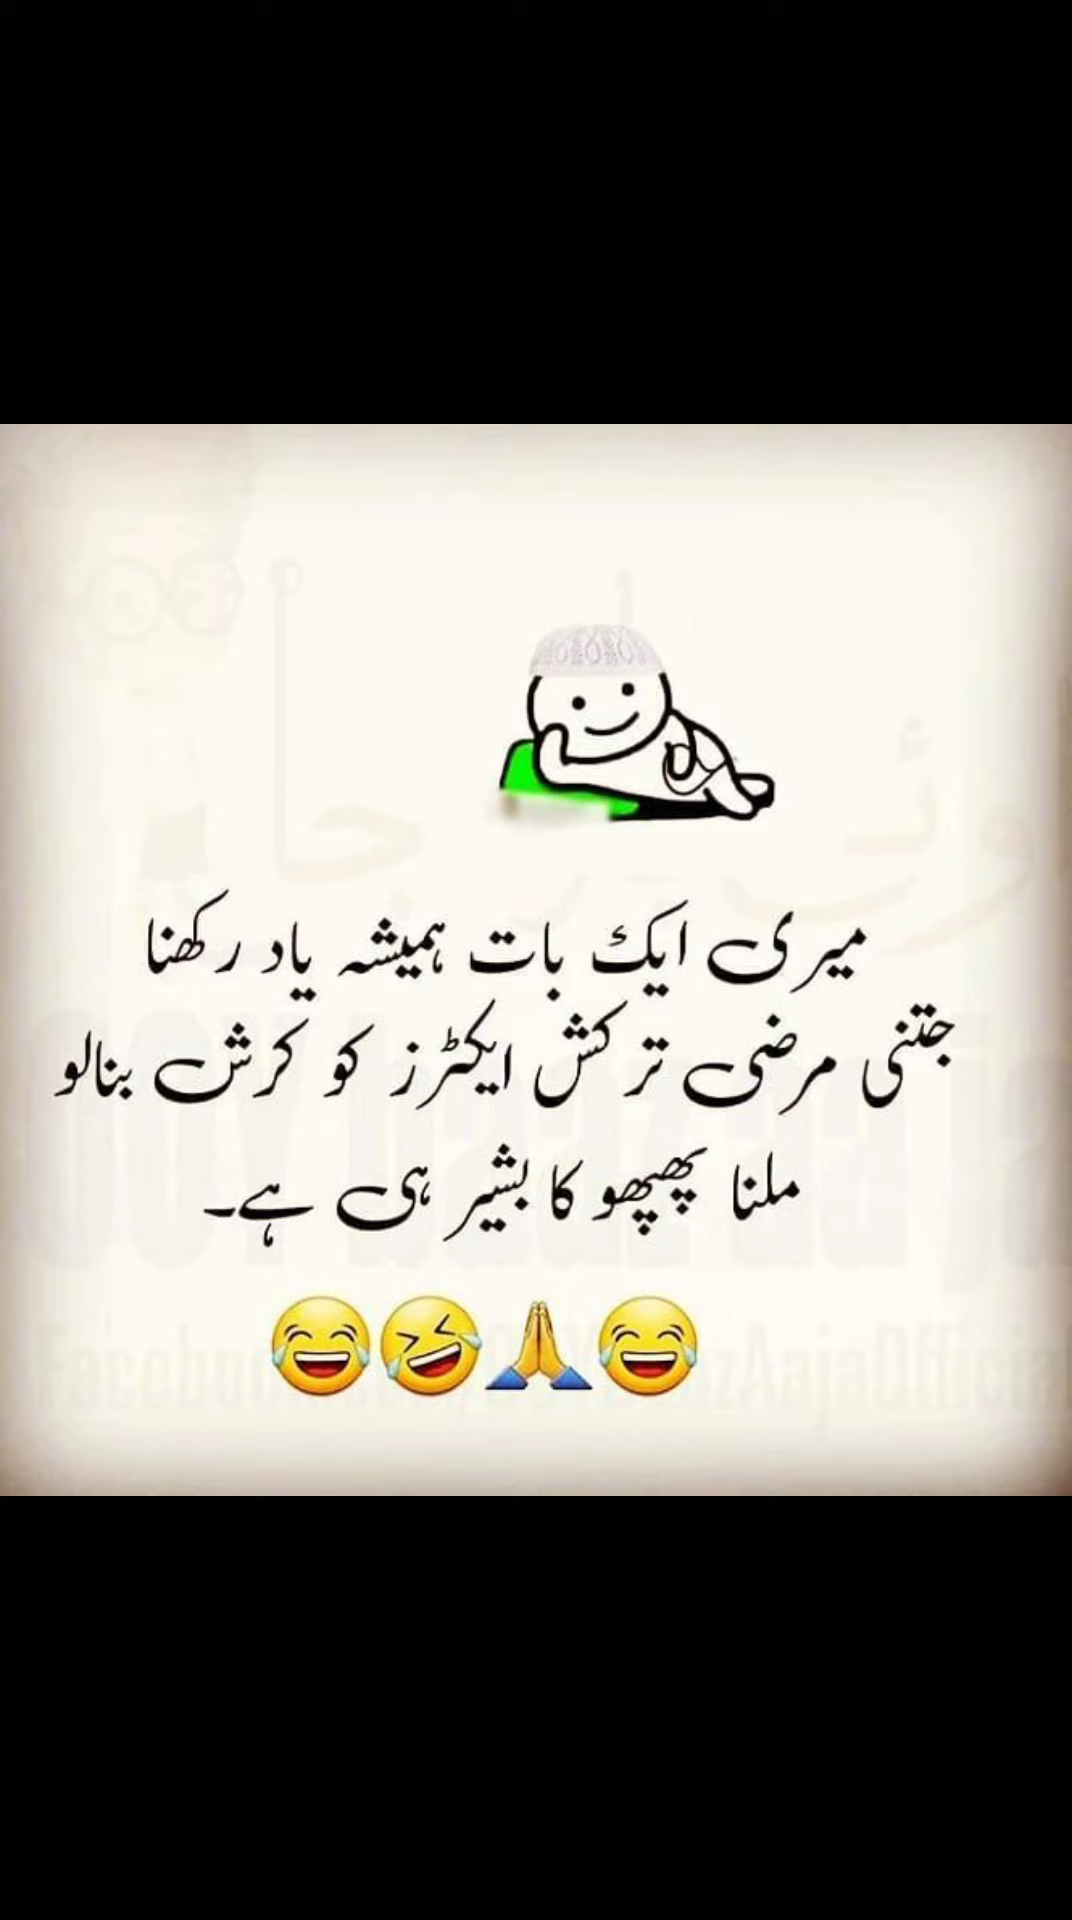 میری ایک بات ہمیشہ یاد رکھنا
جتنی مرضی ترکش ایکٹرز کو کرش بنالو
ملنا پھپھو کا بشیر ہی ہے۔
😂🤣🙏😂